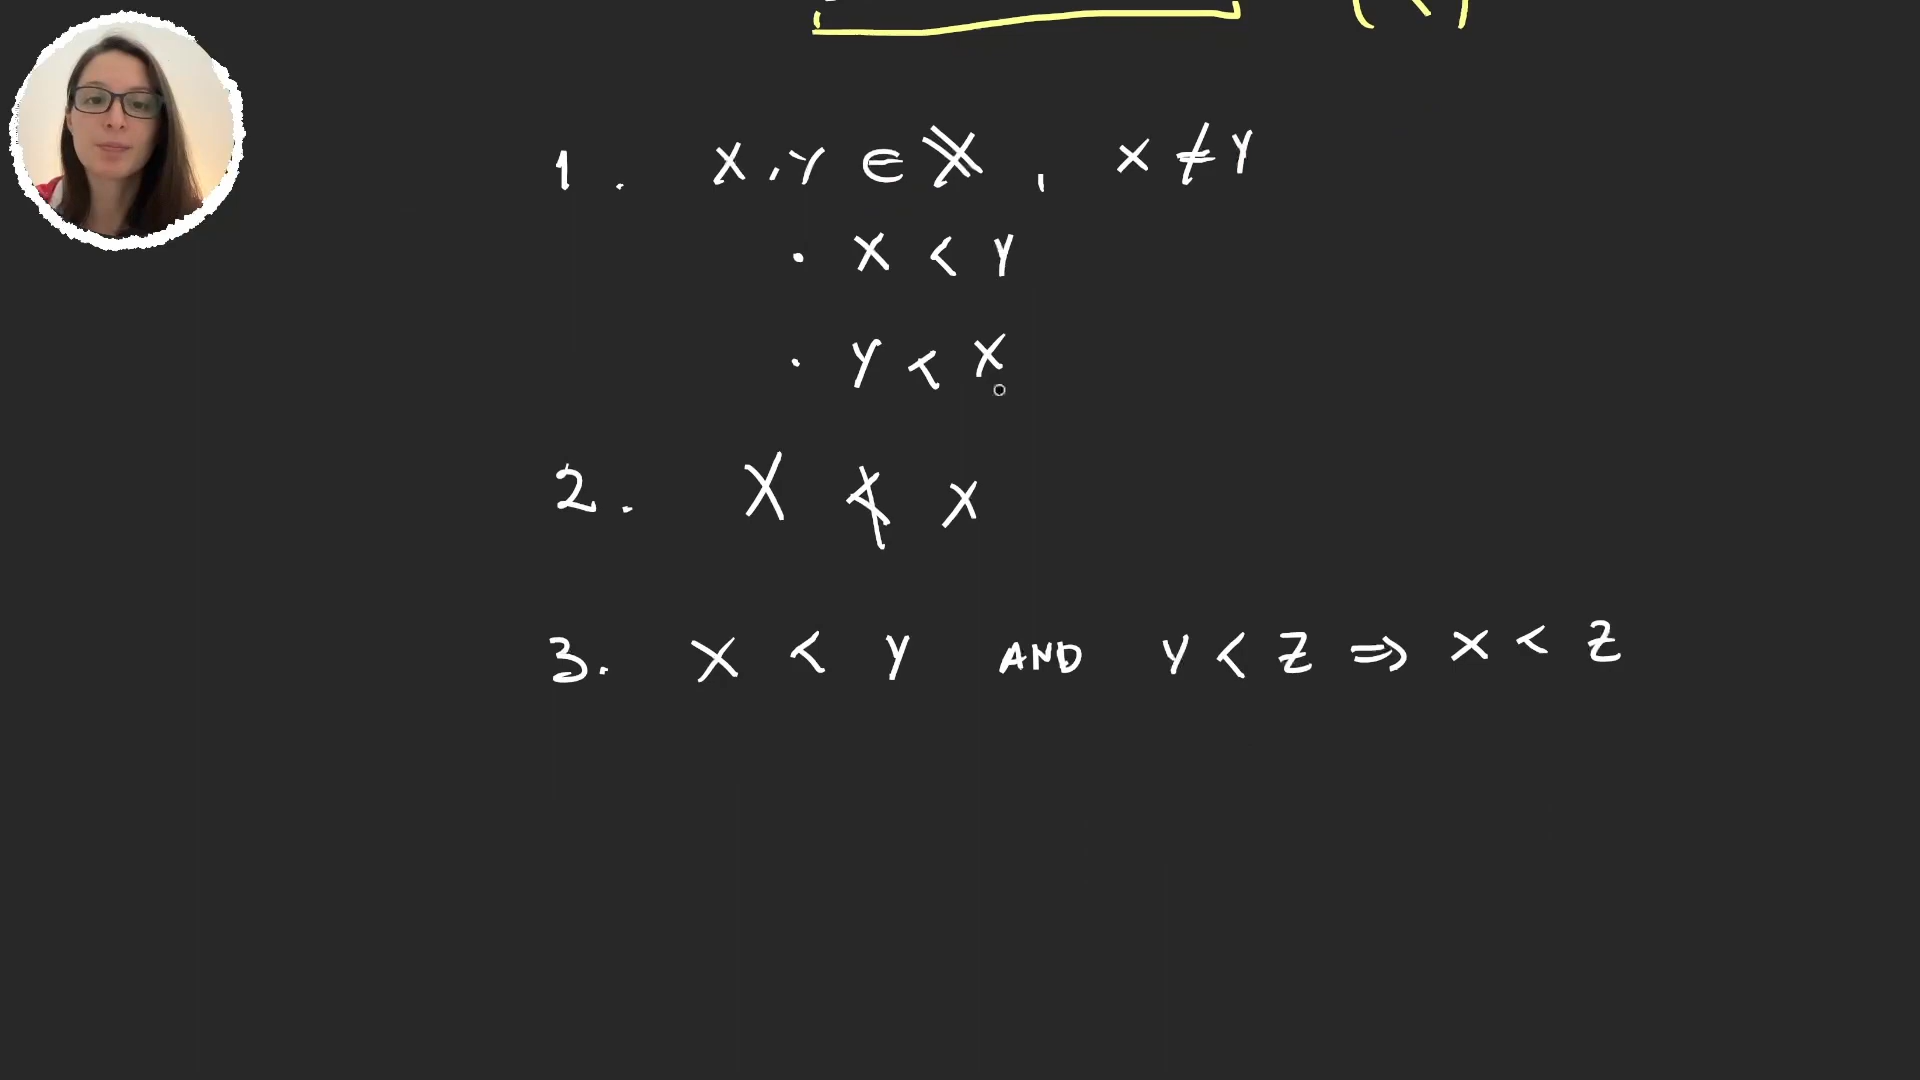 1. X, Y ∈ 𝕏, X ≠ Y
· X < Y
· Y < X
2. X ≮ X
3. X < Y AND Y < Z ⇒ X < Z